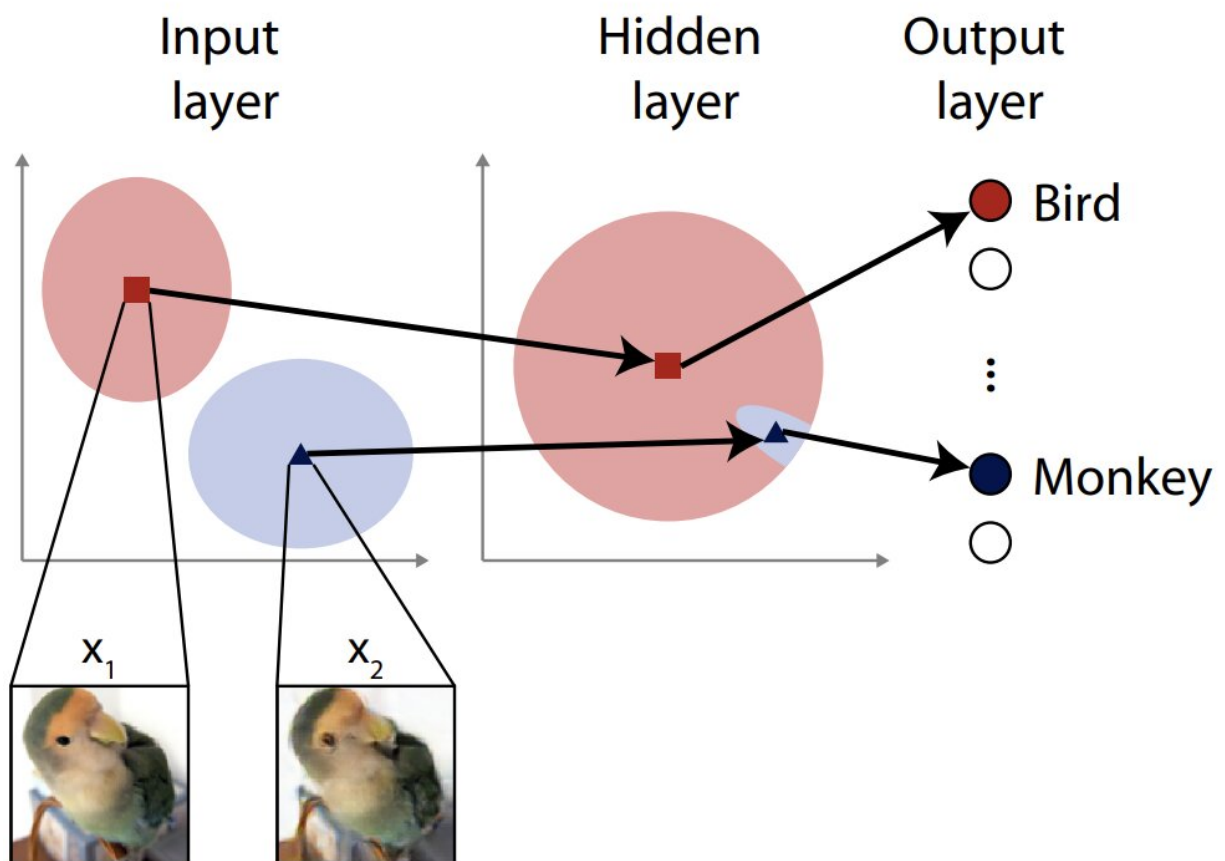 Input
layer
Hidden
layer
Output
layer
Bird
...
Monkey
x₁
x₂